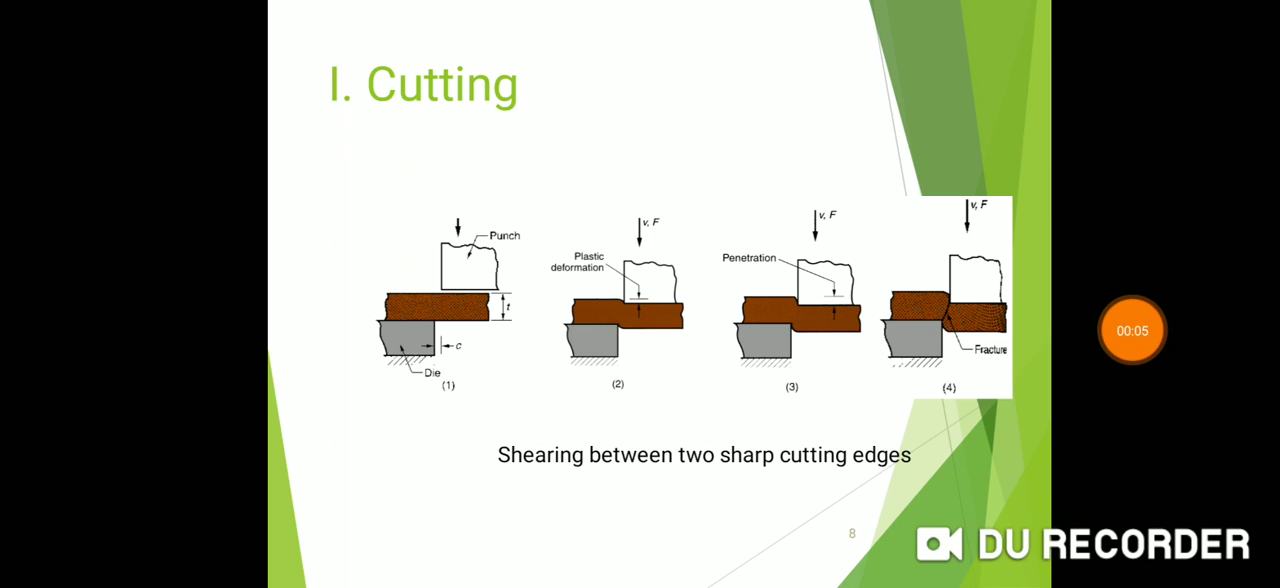 I. Cutting
Punch
t
c
Die
(1)
v, F
Plastic
deformation
(2)
v, F
Penetration
(3)
v, F
Fracture
(4)
Shearing between two sharp cutting edges
8
00:05
DU RECORDER